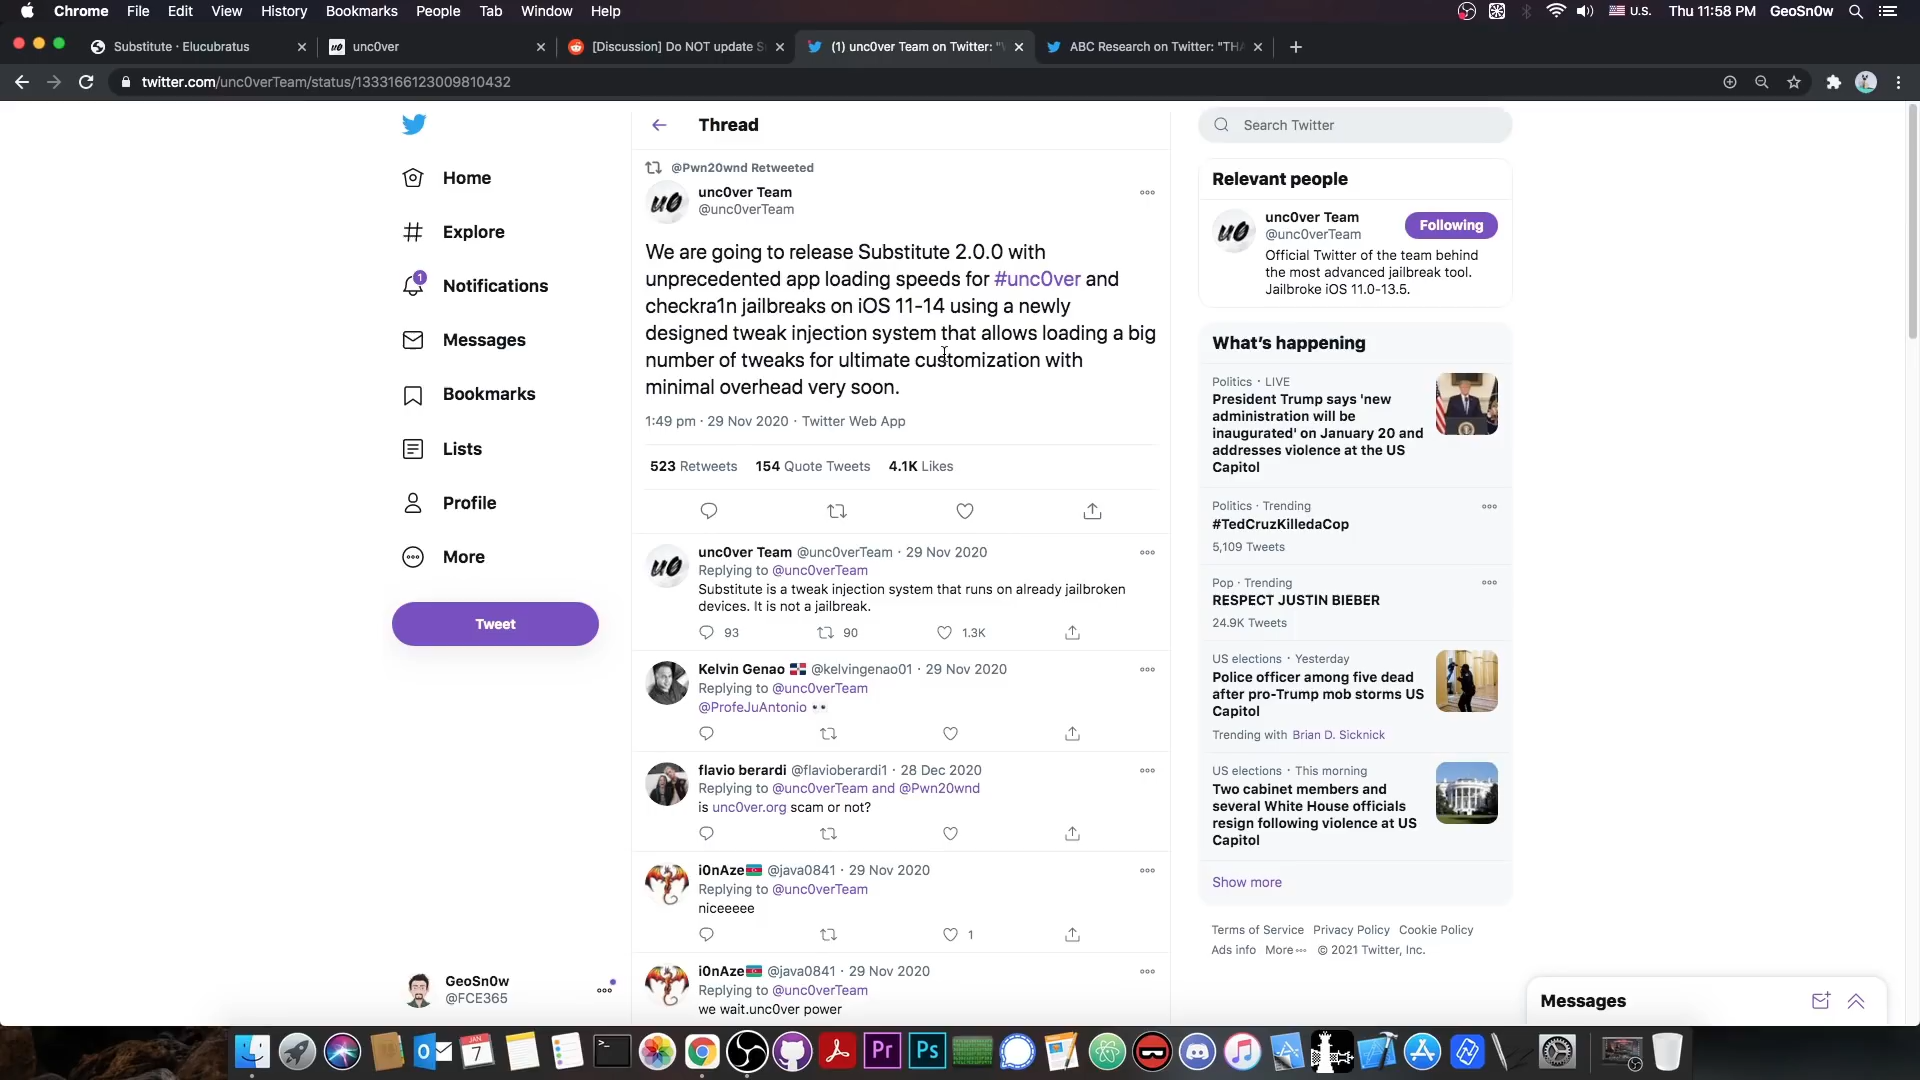 Chrome File Edit View History Bookmarks People Tab Window Help
U.S. Thu 11:58 PM GeoSn0w
Substitute · Elucubratus
unc0ver
[Discussion] Do NOT update S
(1) unc0ver Team on Twitter: "W
ABC Research on Twitter: "THA
twitter.com/unc0verTeam/status/1333166123009810432
Home
Explore
1
Notifications
Messages
Bookmarks
Lists
Profile
More
Tweet
GeoSn0w
@FCE365
Thread
@Pwn20wnd Retweeted
unc0ver Team
@unc0verTeam
We are going to release Substitute 2.0.0 with
unprecedented app loading speeds for #unc0ver and
checkra1n jailbreaks on iOS 11-14 using a newly
designed tweak injection system that allows loading a big
number of tweaks for ultimate customization with
minimal overhead very soon.
1:49 pm · 29 Nov 2020 · Twitter Web App
523 Retweets 154 Quote Tweets 4.1K Likes
unc0ver Team @unc0verTeam · 29 Nov 2020
Replying to @unc0verTeam
Substitute is a tweak injection system that runs on already jailbroken
devices. It is not a jailbreak.
93 90 1.3K
Kelvin Genao @kelvingenao01 · 29 Nov 2020
Replying to @unc0verTeam
@ProfeJuAntonio 👀
flavio berardi @flavioberardi1 · 28 Dec 2020
Replying to @unc0verTeam and @Pwn20wnd
is unc0ver.org scam or not?
i0nAze @java0841 · 29 Nov 2020
Replying to @unc0verTeam
niceeeee
1
i0nAze @java0841 · 29 Nov 2020
Replying to @unc0verTeam
we wait.unc0ver power
Search Twitter
Relevant people
unc0ver Team
@unc0verTeam
Following
Official Twitter of the team behind
the most advanced jailbreak tool.
Jailbroke iOS 11.0-13.5.
What's happening
Politics · LIVE
President Trump says 'new
administration will be
inaugurated' on January 20 and
addresses violence at the US
Capitol
Politics · Trending
#TedCruzKilledaCop
5,109 Tweets
Pop · Trending
RESPECT JUSTIN BIEBER
24.9K Tweets
US elections · Yesterday
Police officer among five dead
after pro-Trump mob storms US
Capitol
Trending with Brian D. Sicknick
US elections · This morning
Two cabinet members and
several White House officials
resign following violence at US
Capitol
Show more
Terms of Service Privacy Policy Cookie Policy
Ads info More © 2021 Twitter, Inc.
Messages
JAN
7
Pr
Ps